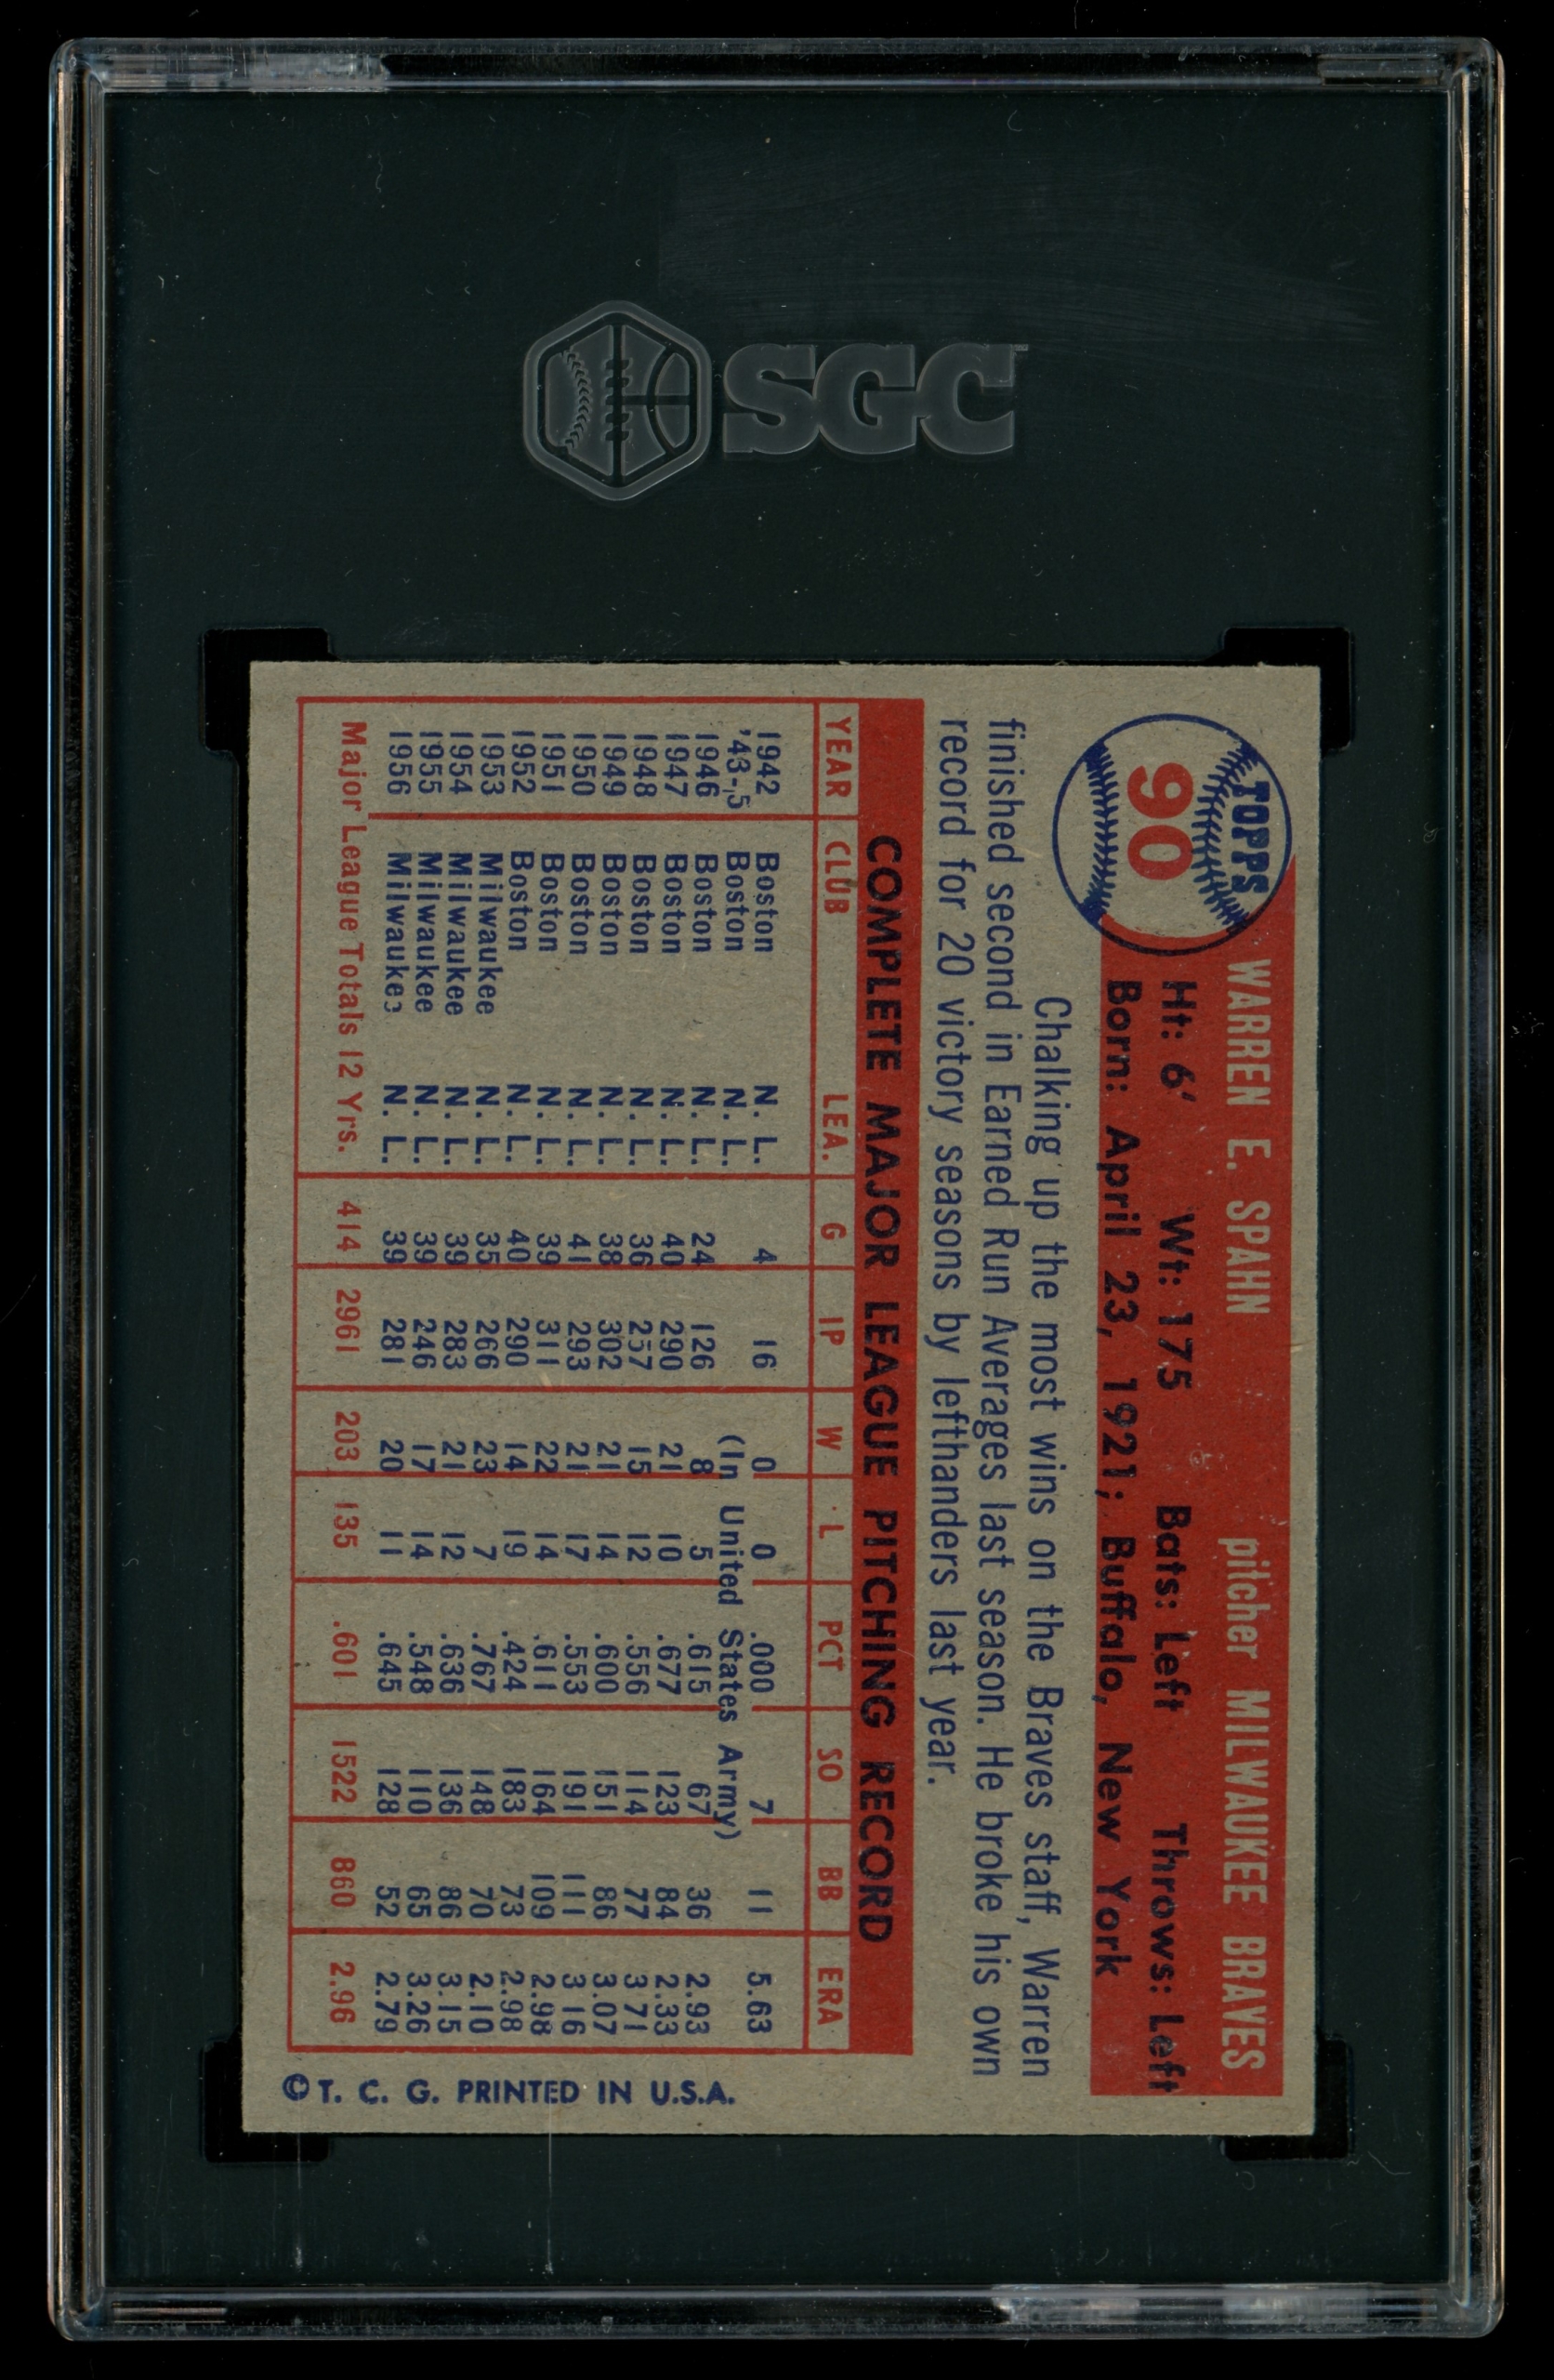 SGC
TOPPS
90
WARREN E. SPAHN pitcher MILWAUKEE BRAVES
Ht: 6' Wt: 175 Bats: Left Throws: Left
Born: April 23, 1921; Buffalo, New York
Chalking up the most wins on the Braves staff, Warren
finished second in Earned Run Averages last season. He broke his own
record for 20 victory seasons by lefthanders last year.
COMPLETE MAJOR LEAGUE PITCHING RECORD
YEAR CLUB LEA. G IP W L PCT SO BB ERA
1942 Boston N. L. 4 16 0 0 .000 7 11 5.63
'43-,5 Boston N. L. (In United States Army)
1946 Boston N. L. 24 126 8 5 .615 67 36 2.93
1947 Boston N. L. 40 290 21 10 .677 123 84 2.33
1948 Boston N. L. 36 257 15 12 .556 114 77 3.71
1949 Boston N. L. 38 302 21 14 .600 151 86 3.07
1950 Boston N. L. 41 293 21 17 .553 191 111 3.16
1951 Boston N. L. 39 311 22 14 .611 164 109 2.98
1952 Boston N. L. 40 290 14 19 .424 183 73 2.98
1953 Milwaukee N. L. 35 266 23 7 .767 148 70 2.10
1954 Milwaukee N. L. 39 283 21 12 .636 136 86 3.15
1955 Milwaukee N. L. 39 246 17 14 .548 110 65 3.26
1956 Milwaukee N. L. 39 281 20 11 .645 128 52 2.79
Major League Totals 12 Yrs. 414 2961 203 135 .601 1522 860 2.96
© T. C. G. PRINTED IN U.S.A.